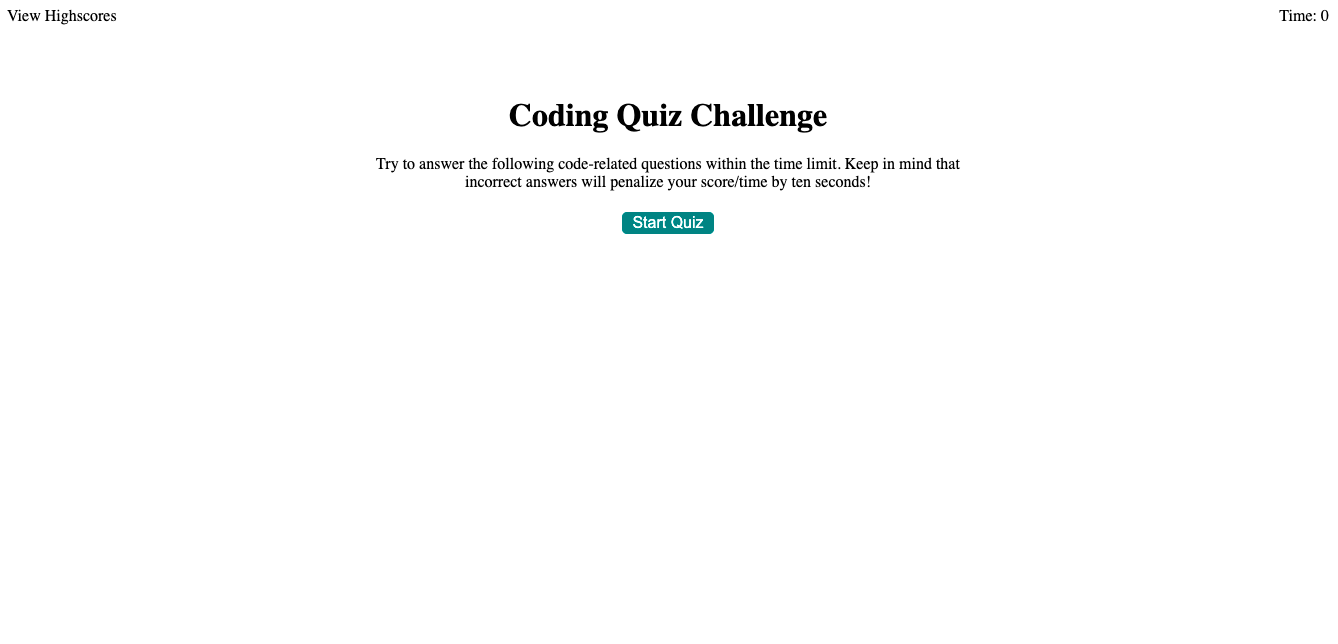 View Highscores
Time: 0
Coding Quiz Challenge
Try to answer the following code-related questions within the time limit. Keep in mind that
incorrect answers will penalize your score/time by ten seconds!
Start Quiz